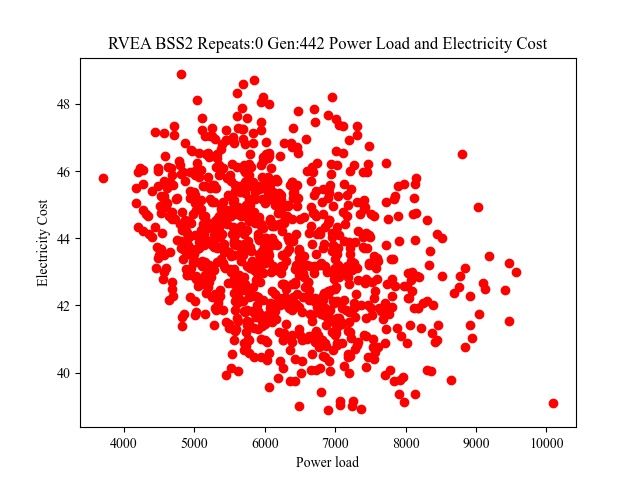 RVEA BSS2 Repeats:0 Gen:442 Power Load and Electricity Cost
48
46
44
42
40
Electricity Cost
4000 5000 6000 7000 8000 9000 10000
Power load